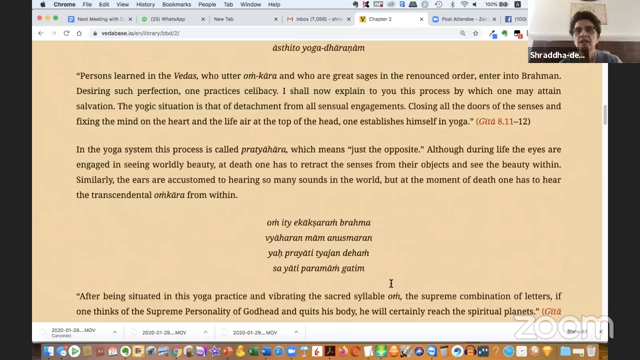 Chrome File Edit View History Bookmarks People Tab Window Help
Next Meeting with D
(2) WhatsApp
New Tab
Inbox (7,056) - shrad
Chapter 2
Post Attendee - Zoom
vedabase.io/en/library/bbd/2/
āsthito yoga-dhāraṇām
Shraddha-de...
“Persons learned in the Vedas, who utter oṁ-kāra and who are great sages in the renounced order, enter into Brahman.
Desiring such perfection, one practices celibacy. I shall now explain to you this process by which one may attain
salvation. The yogic situation is that of detachment from all sensual engagements. Closing all the doors of the senses and
fixing the mind on the heart and the life air at the top of the head, one establishes himself in yoga.” (Gītā 8.11–12)
In the yoga system this process is called pratyāhāra, which means “just the opposite.” Although during life the eyes are
engaged in seeing worldly beauty, at death one has to retract the senses from their objects and see the beauty within.
Similarly, the ears are accustomed to hearing so many sounds in the world, but at the moment of death one has to hear
the transcendental oṁkāra from within.
oṁ ity ekākṣaraṁ brahma
vyāharan mām anusmaran
yaḥ prayāti tyajan dehaṁ
sa yāti paramāṁ gatim
“After being situated in this yoga practice and vibrating the sacred syllable oṁ, the supreme combination of letters, if
one thinks of the Supreme Personality of Godhead and quits his body, he will certainly reach the spiritual planets.” (Gītā
2020-01-29....MOV
Canceled
2020-01-29....MOV
2020-01-29....MOV
zoom